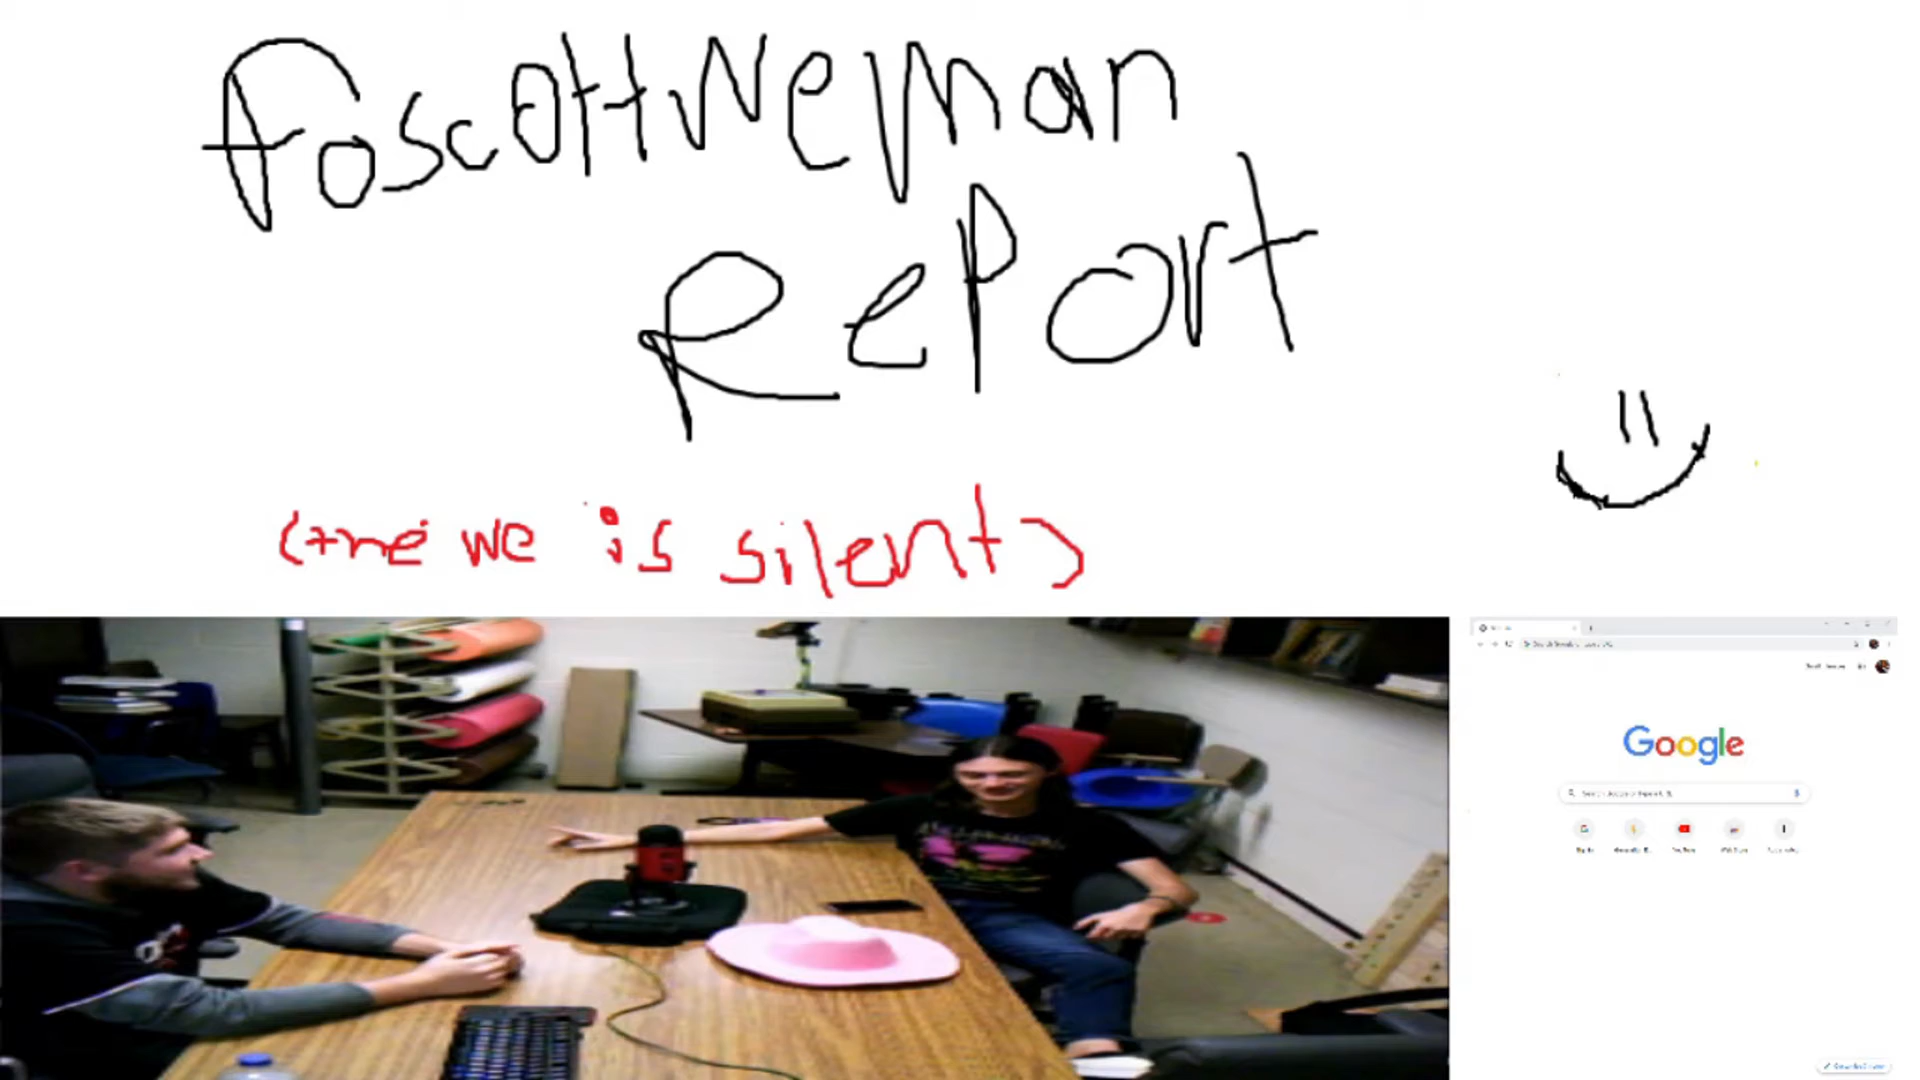 foscottweman
RePort
(the we is silent)
Google